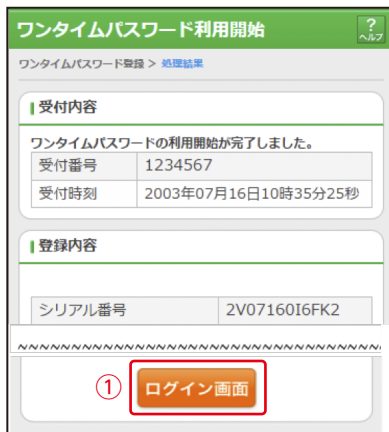 ワンタイムパスワード利用開始
?
ヘルプ
ワンタイムパスワード登録 > 処理結果
受付内容
ワンタイムパスワードの利用開始が完了しました。
受付番号 1234567
受付時刻 2003年07月16日10時35分25秒
登録内容
シリアル番号 2V07160I6FK2
① ログイン画面